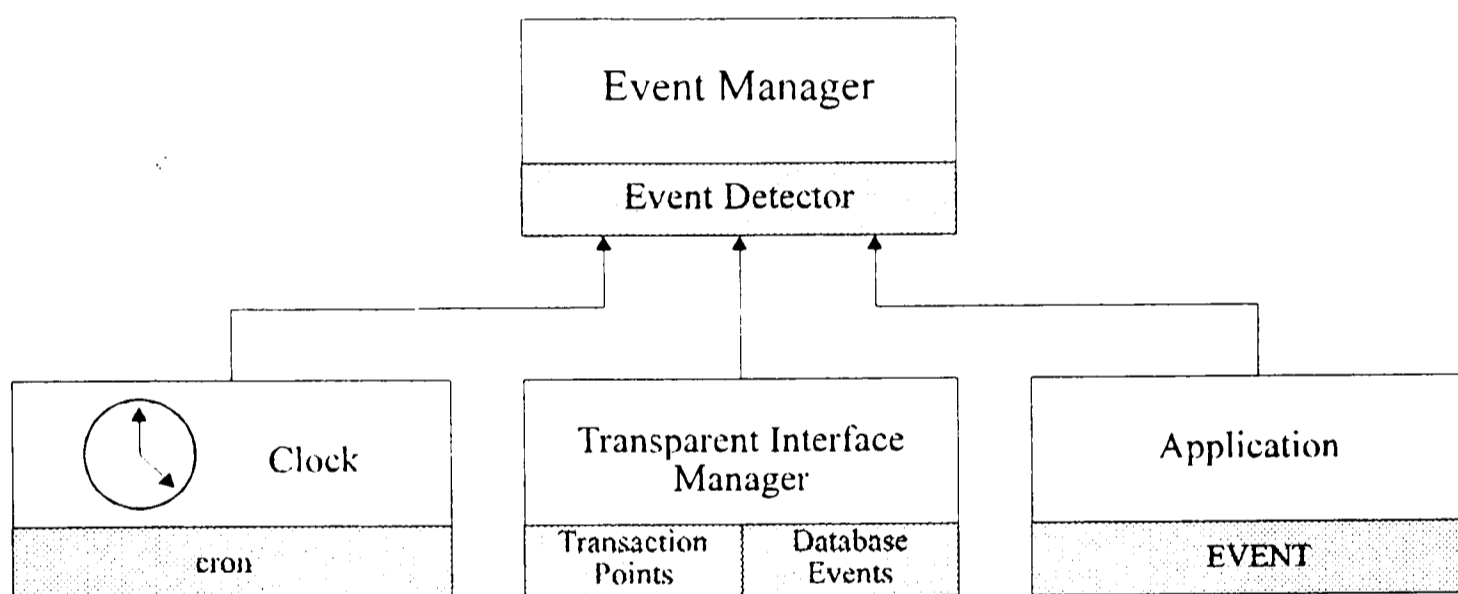 Event Manager
Event Detector
Clock
cron
Transparent Interface
Manager
Transaction
Points
Database
Events
Application
EVENT